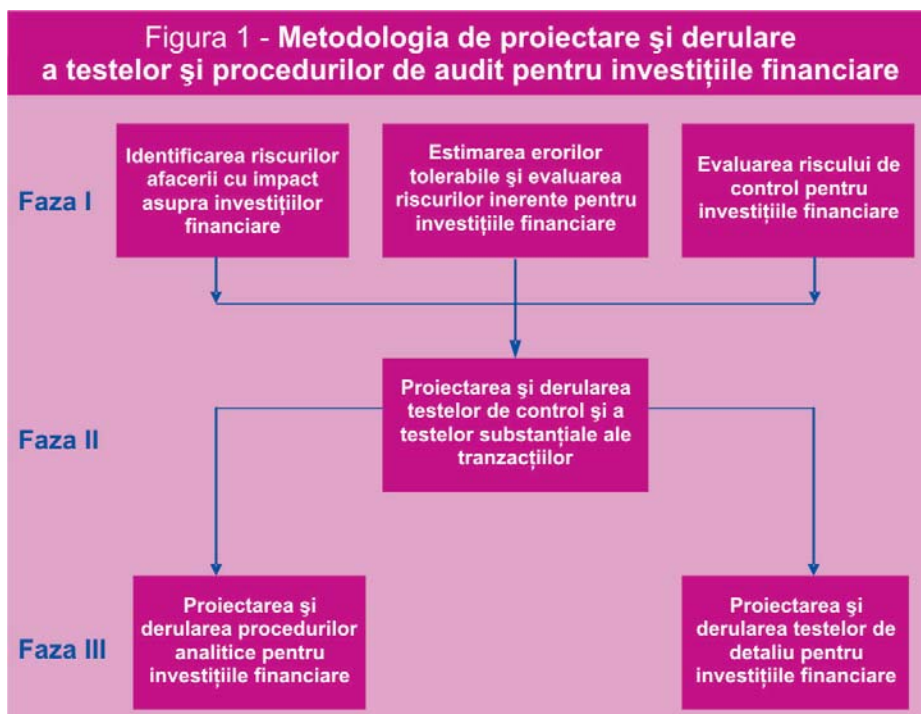 Figura 1 - Metodologia de proiectare şi derulare
a testelor şi procedurilor de audit pentru investiţiile financiare
Faza I
Identificarea riscurilor
afacerii cu impact
asupra investiţiilor
financiare
Estimarea erorilor
tolerabile şi evaluarea
riscurilor inerente pentru
investiţiile financiare
Evaluarea riscului de
control pentru
investiţiile financiare
Faza II
Proiectarea şi derularea
testelor de control şi a
testelor substanţiale ale
tranzacţiilor
Faza III
Proiectarea şi
derularea procedurilor
analitice pentru
investiţiile financiare
Proiectarea şi
derularea testelor de
detaliu pentru
investiţiile financiare